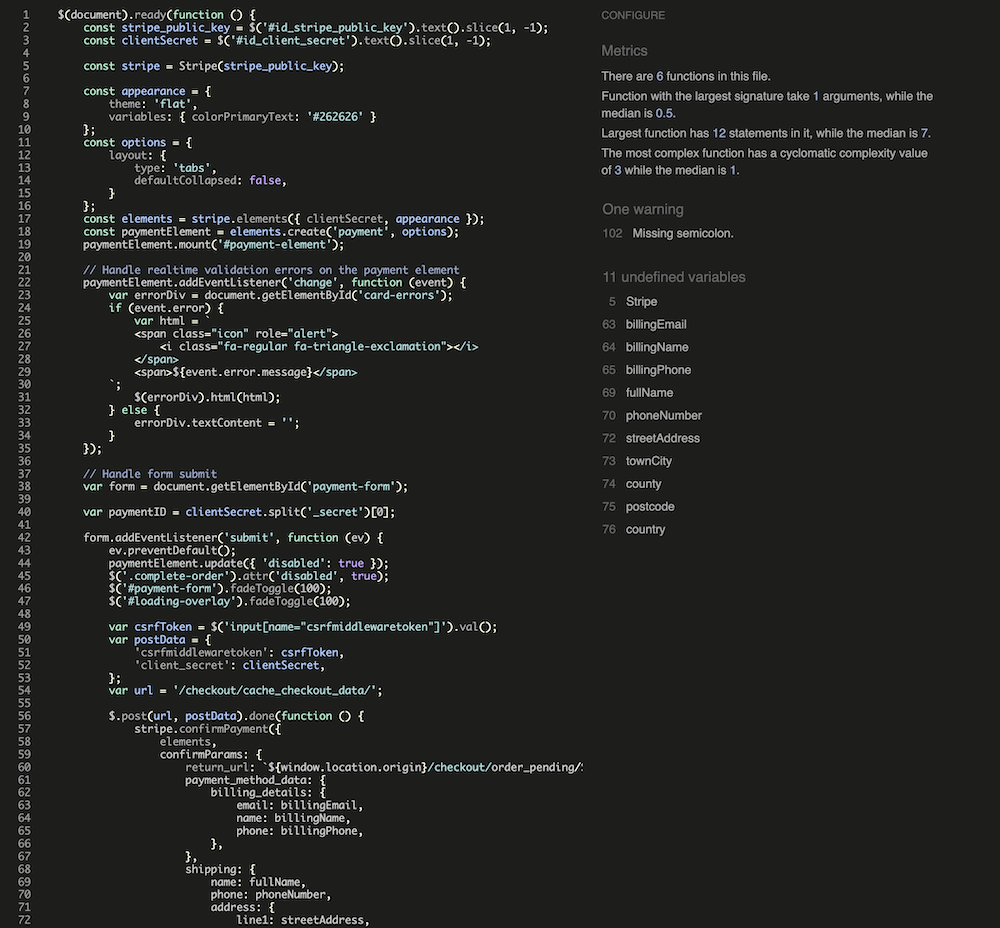 1 $(document).ready(function () {
2 const stripe_public_key = $('#id_stripe_public_key').text().slice(1, -1);
3 const clientSecret = $('#id_client_secret').text().slice(1, -1);
4
5 const stripe = Stripe(stripe_public_key);
6
7 const appearance = {
8 theme: 'flat',
9 variables: { colorPrimaryText: '#262626' }
10 };
11 const options = {
12 layout: {
13 type: 'tabs',
14 defaultCollapsed: false,
15 }
16 };
17 const elements = stripe.elements({ clientSecret, appearance });
18 const paymentElement = elements.create('payment', options);
19 paymentElement.mount('#payment-element');
20
21 // Handle realtime validation errors on the payment element
22 paymentElement.addEventListener('change', function (event) {
23 var errorDiv = document.getElementById('card-errors');
24 if (event.error) {
25 var html = `
26 <span class="icon" role="alert">
27 <i class="fa-regular fa-triangle-exclamation"></i>
28 </span>
29 <span>${event.error.message}</span>
30 `;
31 $(errorDiv).html(html);
32 } else {
33 errorDiv.textContent = '';
34 }
35 });
36
37 // Handle form submit
38 var form = document.getElementById('payment-form');
39
40 var paymentID = clientSecret.split('_secret')[0];
41
42 form.addEventListener('submit', function (ev) {
43 ev.preventDefault();
44 paymentElement.update({ 'disabled': true });
45 $('.complete-order').attr('disabled', true);
46 $('#payment-form').fadeToggle(100);
47 $('#loading-overlay').fadeToggle(100);
48
49 var csrfToken = $('input[name="csrfmiddlewaretoken"]').val();
50 var postData = {
51 'csrfmiddlewaretoken': csrfToken,
52 'client_secret': clientSecret,
53 };
54 var url = '/checkout/cache_checkout_data/';
55
56 $.post(url, postData).done(function () {
57 stripe.confirmPayment({
58 elements,
59 confirmParams: {
60 return_url: `${window.location.origin}/checkout/order_pending/
61 payment_method_data: {
62 billing_details: {
63 email: billingEmail,
64 name: billingName,
65 phone: billingPhone,
66 },
67 },
68 shipping: {
69 name: fullName,
70 phone: phoneNumber,
71 address: {
72 line1: streetAddress,
CONFIGURE
Metrics
There are 6 functions in this file.
Function with the largest signature take 1 arguments, while the
median is 0.5.
Largest function has 12 statements in it, while the median is 7.
The most complex function has a cyclomatic complexity value
of 3 while the median is 1.
One warning
102 Missing semicolon.
11 undefined variables
5 Stripe
63 billingEmail
64 billingName
65 billingPhone
69 fullName
70 phoneNumber
72 streetAddress
73 townCity
74 county
75 postcode
76 country